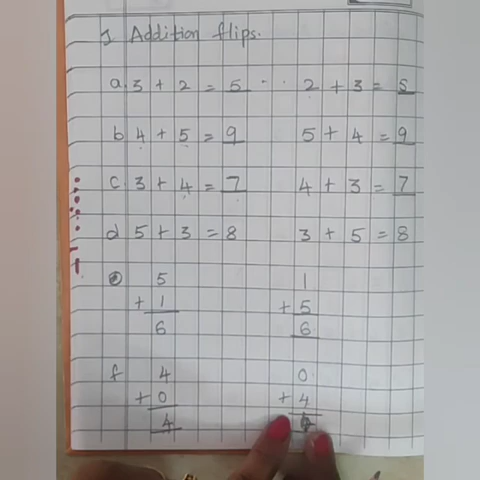 1 Addition flips.
a. 3 + 2 = 5   2 + 3 = 5
b 4 + 5 = 9   5 + 4 = 9
c 3 + 4 = 7   4 + 3 = 7
d 5 + 3 = 8   3 + 5 = 8
e 5   1
+ 1   + 5
6   6
f 4   0
+ 0   + 4
4